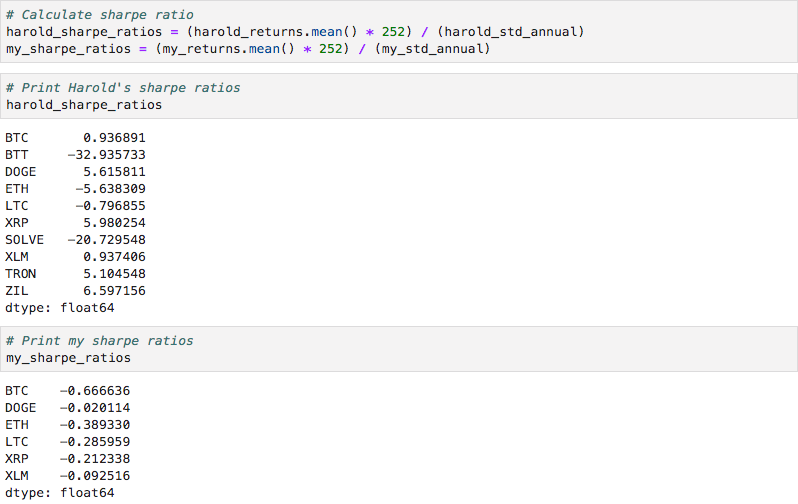 # Calculate sharpe ratio
harold_sharpe_ratios = (harold_returns.mean() * 252) / (harold_std_annual)
my_sharpe_ratios = (my_returns.mean() * 252) / (my_std_annual)
# Print Harold's sharpe ratios
harold_sharpe_ratios
BTC 0.936891
BTT -32.935733
DOGE 5.615811
ETH -5.638309
LTC -0.796855
XRP 5.980254
SOLVE -20.729548
XLM 0.937406
TRON 5.104548
ZIL 6.597156
dtype: float64
# Print my sharpe ratios
my_sharpe_ratios
BTC -0.666636
DOGE -0.020114
ETH -0.389330
LTC -0.285959
XRP -0.212338
XLM -0.092516
dtype: float64